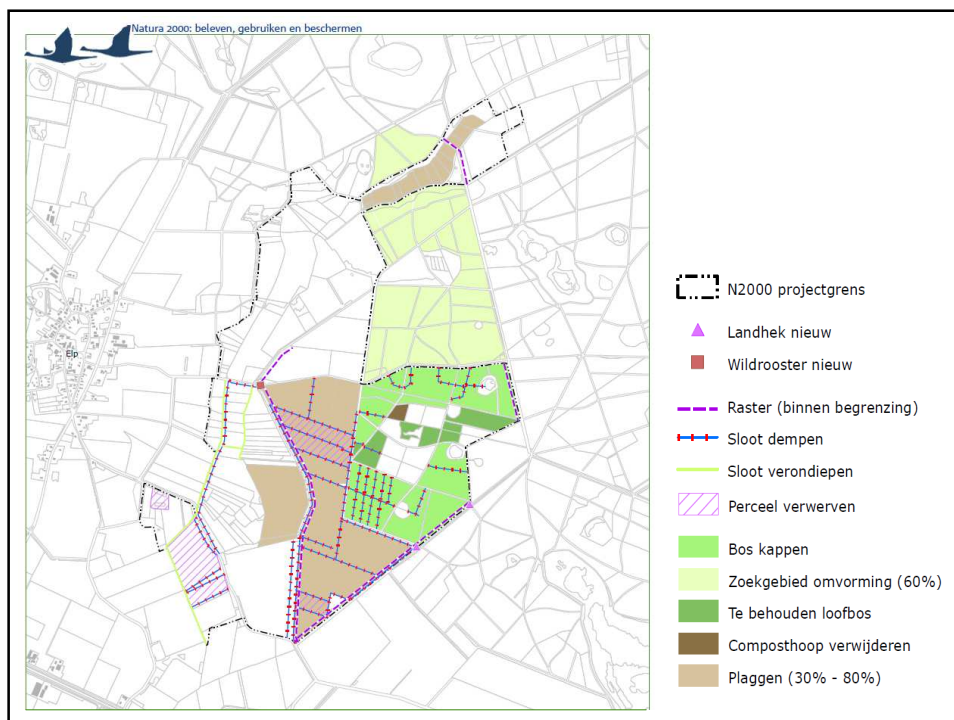 Natura 2000: beleven, gebruiken en beschermen
Elp
N2000 projectgrens
Landhek nieuw
Wildrooster nieuw
Raster (binnen begrenzing)
Sloot dempen
Sloot verondiepen
Perceel verwerven
Bos kappen
Zoekgebied omvorming (60%)
Te behouden loofbos
Composthoop verwijderen
Plaggen (30% - 80%)